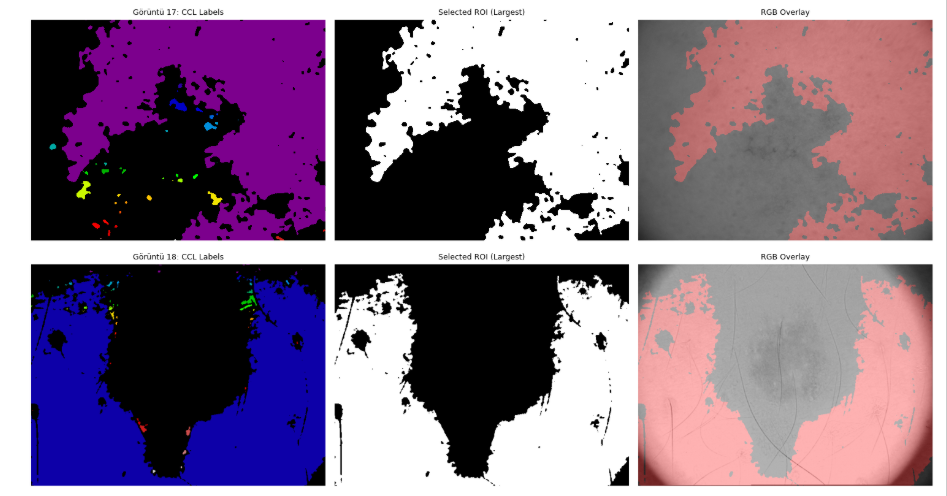 Görüntü 17: CCL Labels
Selected ROI (Largest)
RGB Overlay
Görüntü 18: CCL Labels
Selected ROI (Largest)
RGB Overlay